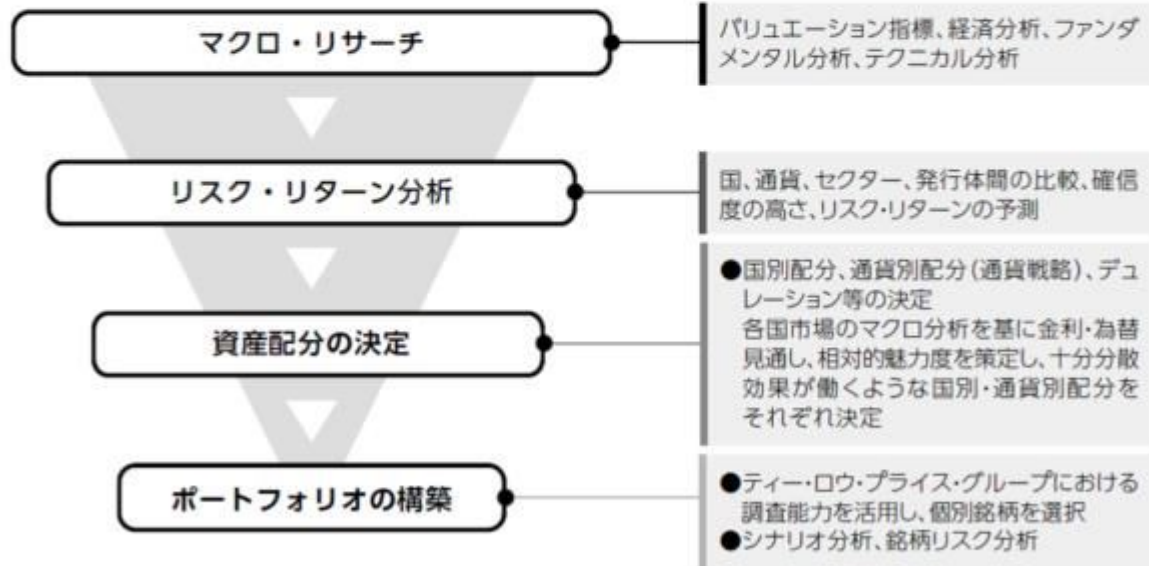 マクロ・リサーチ
バリュエーション指標、経済分析、ファンダ
メンタル分析、テクニカル分析
リスク・リターン分析
国、通貨、セクター、発行体間の比較、確信
度の高さ、リスク・リターンの予測
資産配分の決定
●国別配分、通貨別配分(通貨戦略)、デュ
レーション等の決定
各国市場のマクロ分析を基に金利・為替
見通し、相対的魅力度を策定し、十分分散
効果が働くような国別・通貨別配分を
それぞれ決定
ポートフォリオの構築
●ティー・ロウ・プライス・グループにおける
調査能力を活用し、個別銘柄を選択
●シナリオ分析、銘柄リスク分析